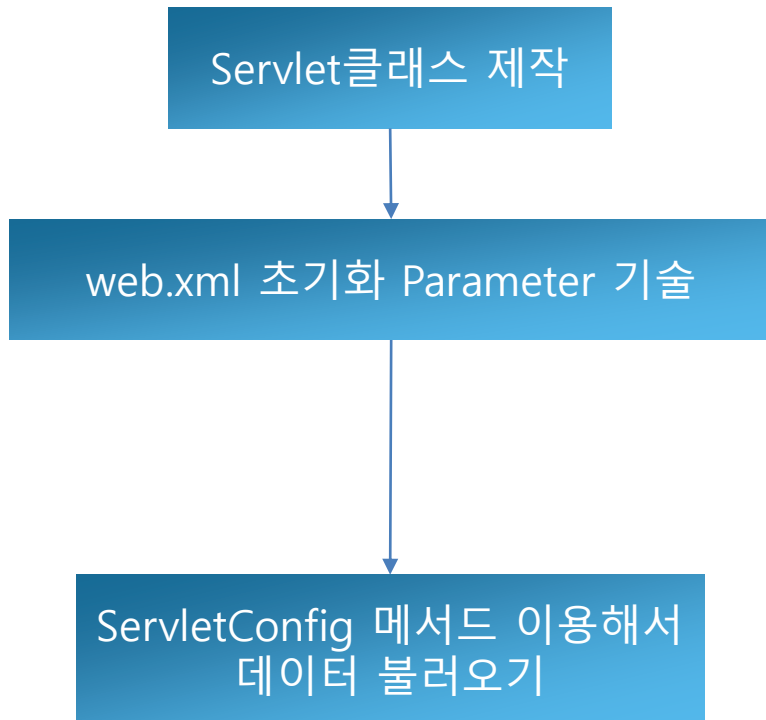 Servlet클래스 제작
web.xml 초기화 Parameter 기술
ServletConfig 메서드 이용해서
데이터 불러오기